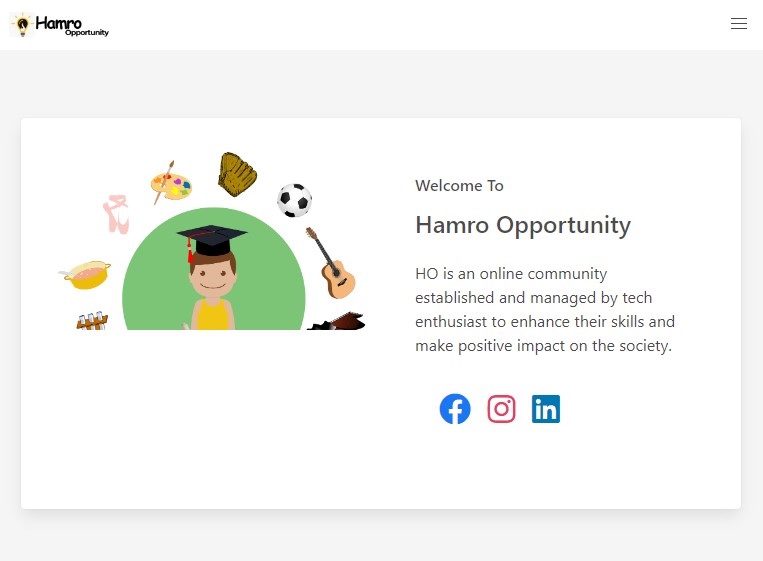 Hamro
Opportunity
Welcome To
Hamro Opportunity
HO is an online community
established and managed by tech
enthusiast to enhance their skills and
make positive impact on the society.
in